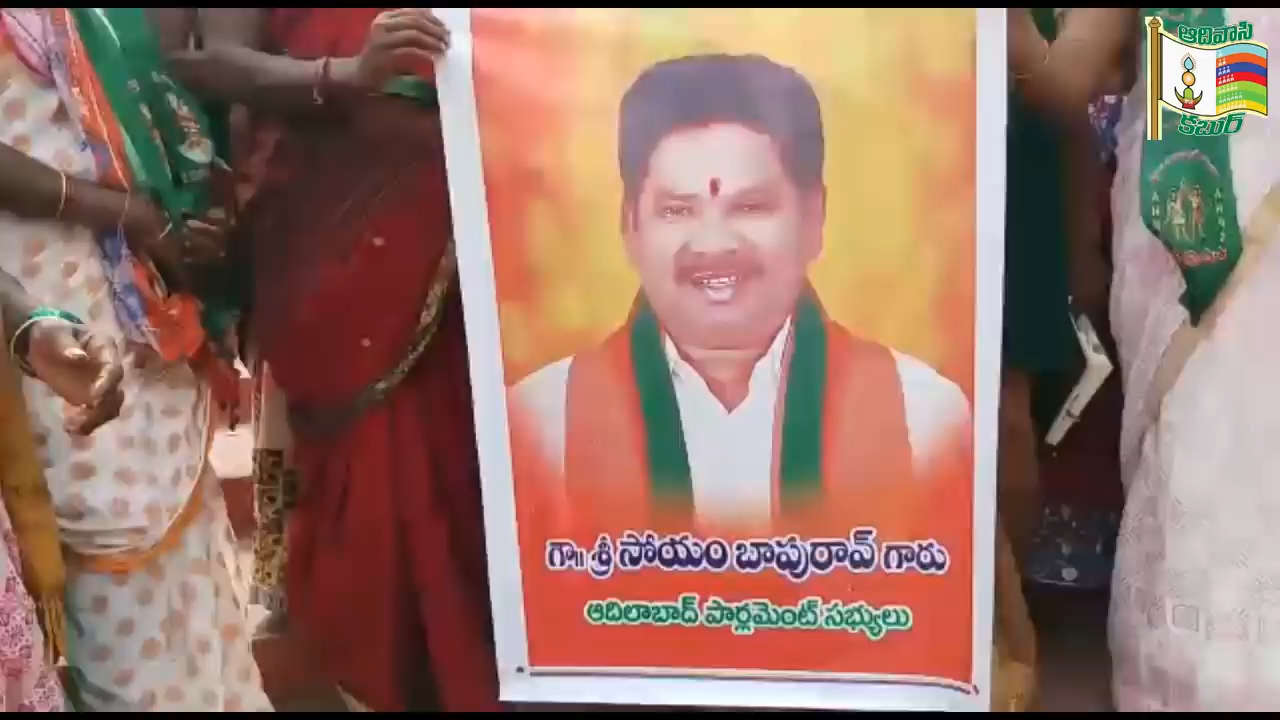 ఆదివాసి
కబుర్
గౌ॥ శ్రీ సోయం బాపురావ్ గారు
ఆదిలాబాద్ పార్లమెంట్ సభ్యులు